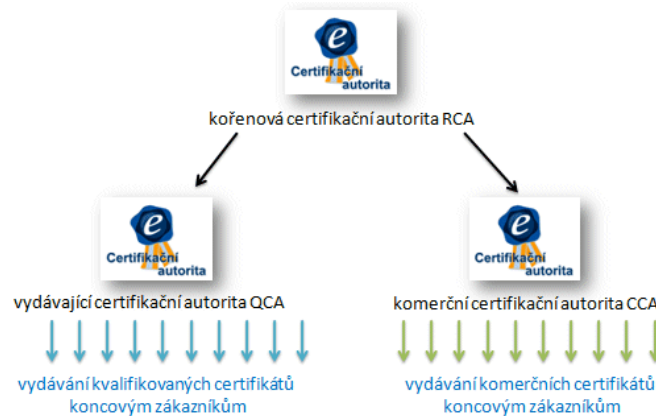 e
Certifikační
autorita
kořenová certifikační autorita RCA
e
Certifikační
autorita
vydávající certifikační autorita QCA
vydávání kvalifikovaných certifikátů
koncovým zákazníkům
e
Certifikační
autorita
komerční certifikační autorita CCA
vydávání komerčních certifikátů
koncovým zákazníkům